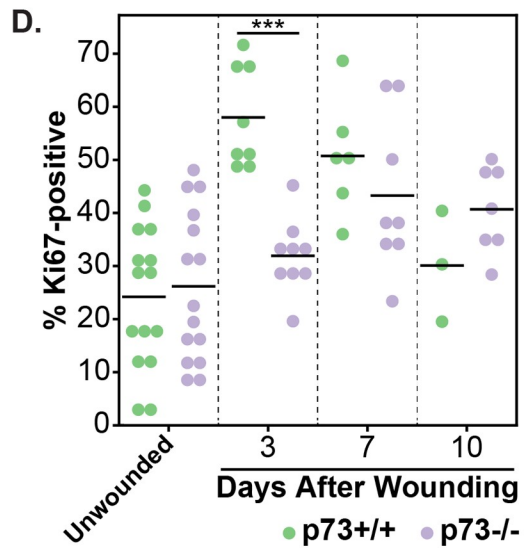 D.
***
% Ki67-positive
70
60
50
40
30
20
10
0
Unwounded
3 7 10
Days After Wounding
p73+/+ p73-/-